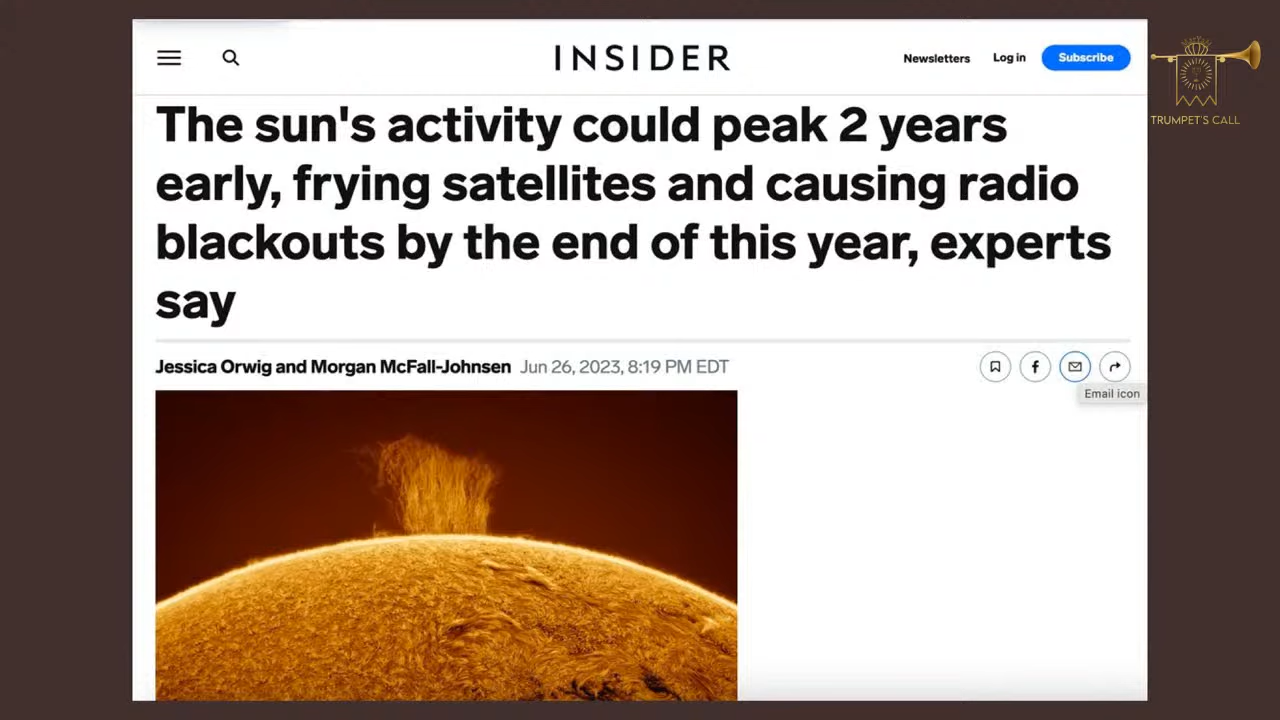 INSIDER
Newsletters
Log in
Subscribe
TRUMPET'S CALL
The sun's activity could peak 2 years
early, frying satellites and causing radio
blackouts by the end of this year, experts
say
Jessica Orwig and Morgan McFall-Johnsen Jun 26, 2023, 8:19 PM EDT
Email icon